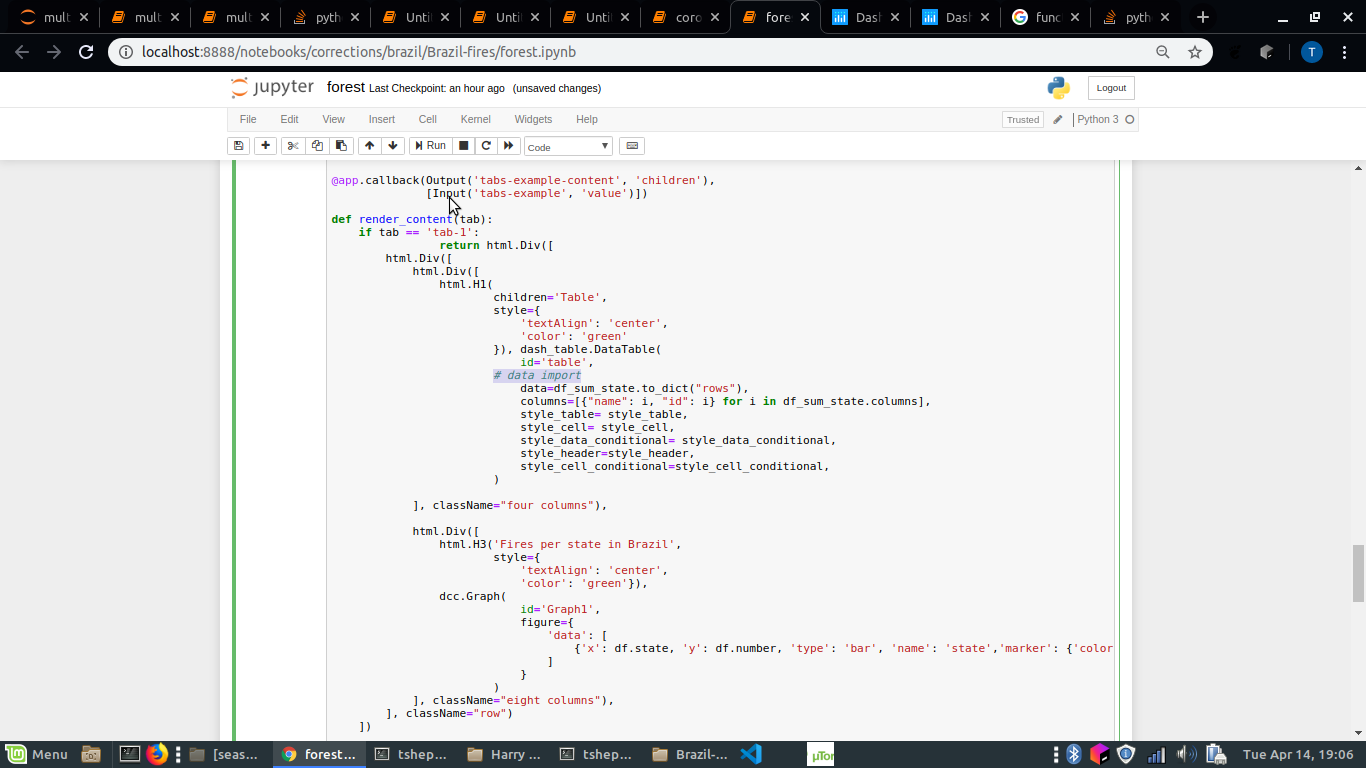 mult
mult
mult
pyth
Unti
Unti
Unti
coro
fore
Dash
Dash
func
pyth
localhost:8888/notebooks/corrections/brazil/Brazil-fires/forest.ipynb
T
jupyter forest Last Checkpoint: an hour ago (unsaved changes)
Logout
File Edit View Insert Cell Kernel Widgets Help
Trusted
Python 3
Run
Code
@app.callback(Output('tabs-example-content', 'children'),
[Input('tabs-example', 'value')])
def render_content(tab):
if tab == 'tab-1':
return html.Div([
html.Div([
html.Div([
html.H1(
children='Table',
style={
'textAlign': 'center',
'color': 'green'
}), dash_table.DataTable(
id='table',
# data import
data=df_sum_state.to_dict("rows"),
columns=[{"name": i, "id": i} for i in df_sum_state.columns],
style_table= style_table,
style_cell= style_cell,
style_data_conditional= style_data_conditional,
style_header=style_header,
style_cell_conditional=style_cell_conditional,
)
], className="four columns"),
html.Div([
html.H3('Fires per state in Brazil',
style={
'textAlign': 'center',
'color': 'green'}),
dcc.Graph(
id='Graph1',
figure={
'data': [
{'x': df.state, 'y': df.number, 'type': 'bar', 'name': 'state','marker': {'color
]
}
)
], className="eight columns"),
], className="row")
])
Menu
[seas...
forest...
tshep...
Harry ...
tshep...
Brazil-...
µTor
Tue Apr 14, 19:06